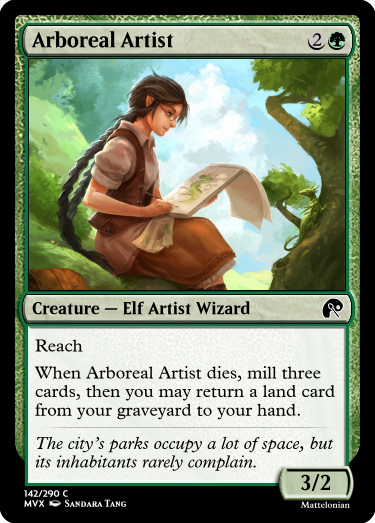 Arboreal Artist 2
Creature — Elf Artist Wizard
Reach
When Arboreal Artist dies, mill three
cards, then you may return a land card
from your graveyard to your hand.
The city's parks occupy a lot of space, but
its inhabitants rarely complain.
3/2
142/290 C
MVX Sandara Tang
Mattelonian